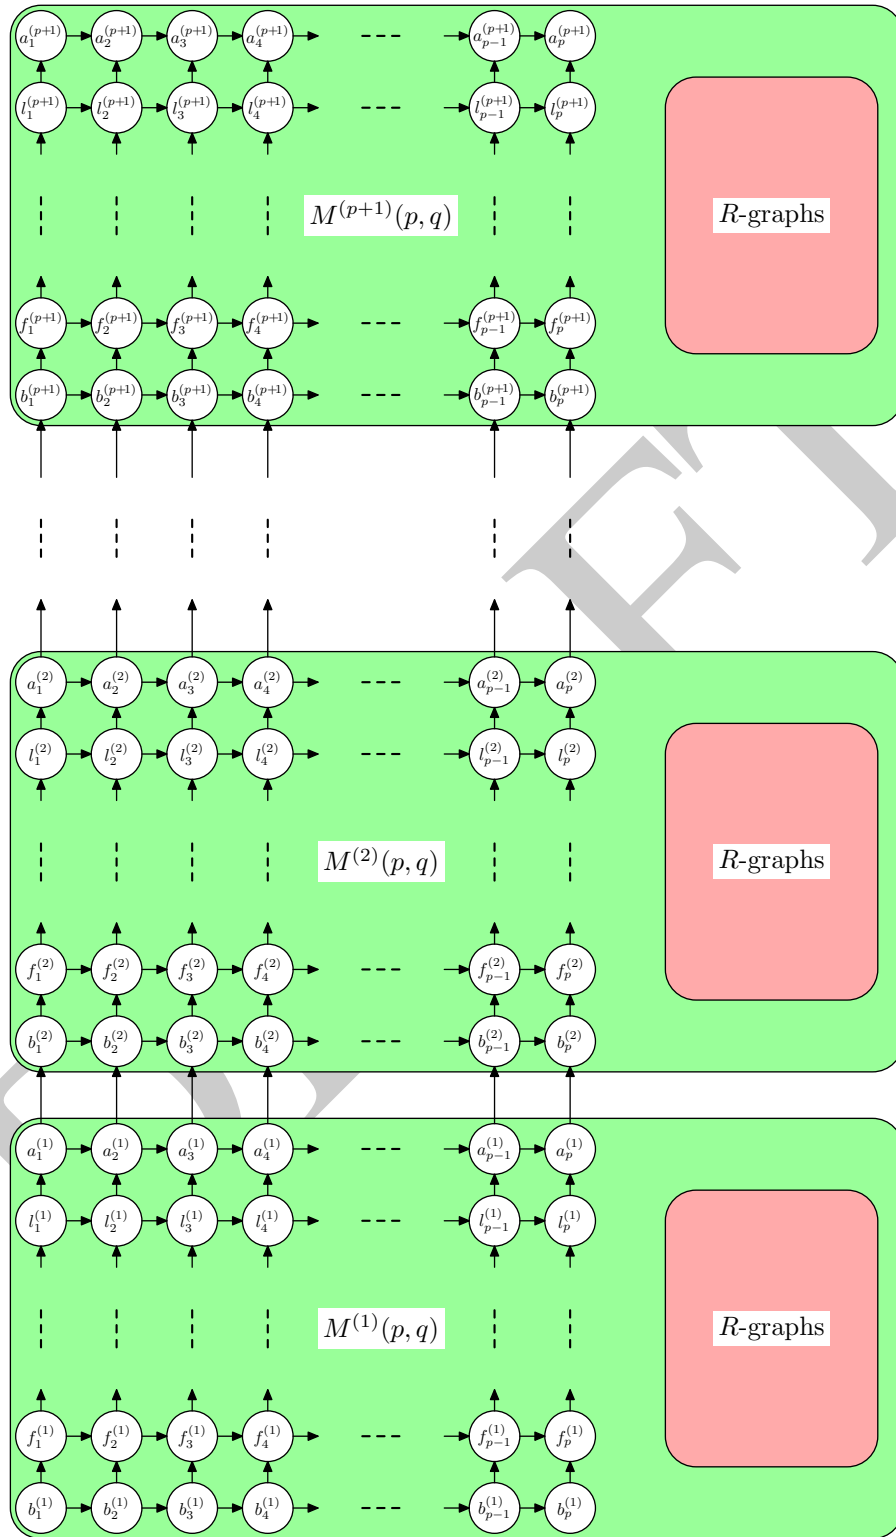 a_1^{(p+1)} a_2^{(p+1)} a_3^{(p+1)} a_4^{(p+1)} a_{p-1}^{(p+1)} a_p^{(p+1)}
l_1^{(p+1)} l_2^{(p+1)} l_3^{(p+1)} l_4^{(p+1)} l_{p-1}^{(p+1)} l_p^{(p+1)}
M^{(p+1)}(p, q) R-graphs
f_1^{(p+1)} f_2^{(p+1)} f_3^{(p+1)} f_4^{(p+1)} f_{p-1}^{(p+1)} f_p^{(p+1)}
b_1^{(p+1)} b_2^{(p+1)} b_3^{(p+1)} b_4^{(p+1)} b_{p-1}^{(p+1)} b_p^{(p+1)}
a_1^{(2)} a_2^{(2)} a_3^{(2)} a_4^{(2)} a_{p-1}^{(2)} a_p^{(2)}
l_1^{(2)} l_2^{(2)} l_3^{(2)} l_4^{(2)} l_{p-1}^{(2)} l_p^{(2)}
M^{(2)}(p, q) R-graphs
f_1^{(2)} f_2^{(2)} f_3^{(2)} f_4^{(2)} f_{p-1}^{(2)} f_p^{(2)}
b_1^{(2)} b_2^{(2)} b_3^{(2)} b_4^{(2)} b_{p-1}^{(2)} b_p^{(2)}
a_1^{(1)} a_2^{(1)} a_3^{(1)} a_4^{(1)} a_{p-1}^{(1)} a_p^{(1)}
l_1^{(1)} l_2^{(1)} l_3^{(1)} l_4^{(1)} l_{p-1}^{(1)} l_p^{(1)}
M^{(1)}(p, q) R-graphs
f_1^{(1)} f_2^{(1)} f_3^{(1)} f_4^{(1)} f_{p-1}^{(1)} f_p^{(1)}
b_1^{(1)} b_2^{(1)} b_3^{(1)} b_4^{(1)} b_{p-1}^{(1)} b_p^{(1)}